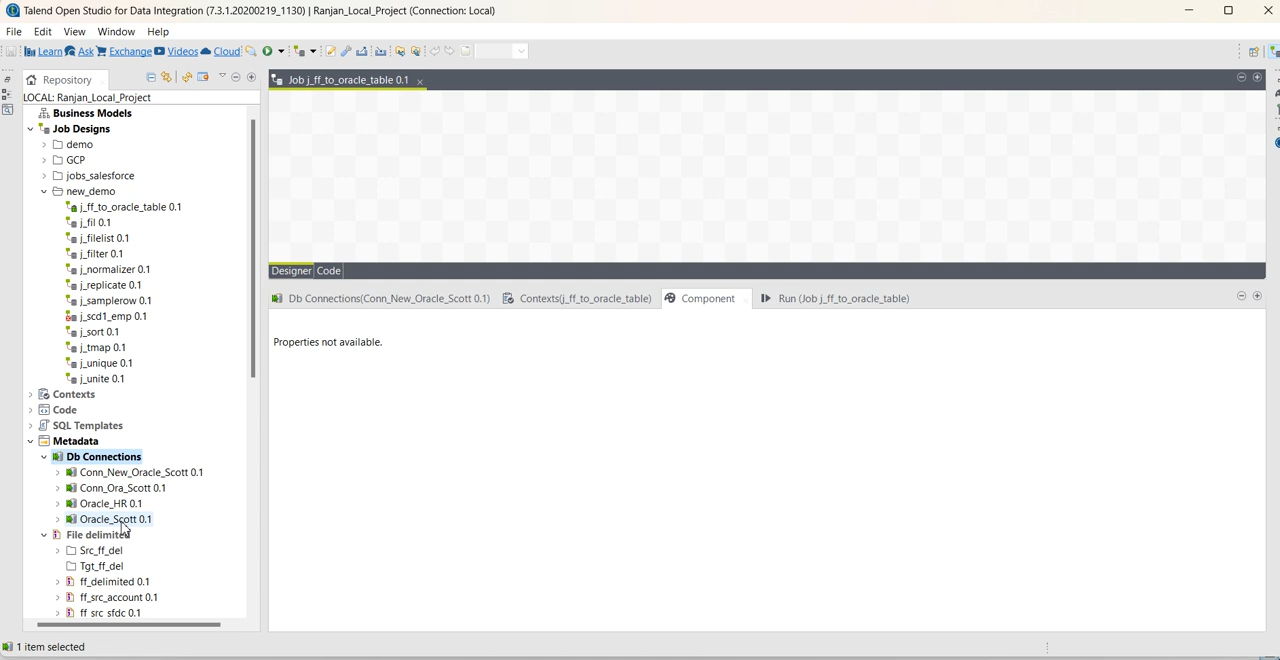 Talend Open Studio for Data Integration (7.3.1.20200219_1130) | Ranjan_Local_Project (Connection: Local)
File Edit View Window Help
Learn Ask Exchange Videos Cloud
Repository
LOCAL: Ranjan_Local_Project
Business Models
Job Designs
demo
GCP
jobs_salesforce
new_demo
j_ff_to_oracle_table 0.1
j_fil 0.1
j_filelist 0.1
j_filter 0.1
j_normalizer 0.1
j_replicate 0.1
j_samplerow 0.1
j_scd1_emp 0.1
j_sort 0.1
j_tmap 0.1
j_unique 0.1
j_unite 0.1
Contexts
Code
SQL Templates
Metadata
Db Connections
Conn_New_Oracle_Scott 0.1
Conn_Ora_Scott 0.1
Oracle_HR 0.1
Oracle_Scott 0.1
File delimited
Src_ff_del
Tgt_ff_del
ff_delimited 0.1
ff_src_account 0.1
ff_src_sfdc 0.1
1 item selected
Job j_ff_to_oracle_table 0.1
Designer Code
Db Connections(Conn_New_Oracle_Scott 0.1) Contexts(j_ff_to_oracle_table) Component Run (Job j_ff_to_oracle_table)
Properties not available.